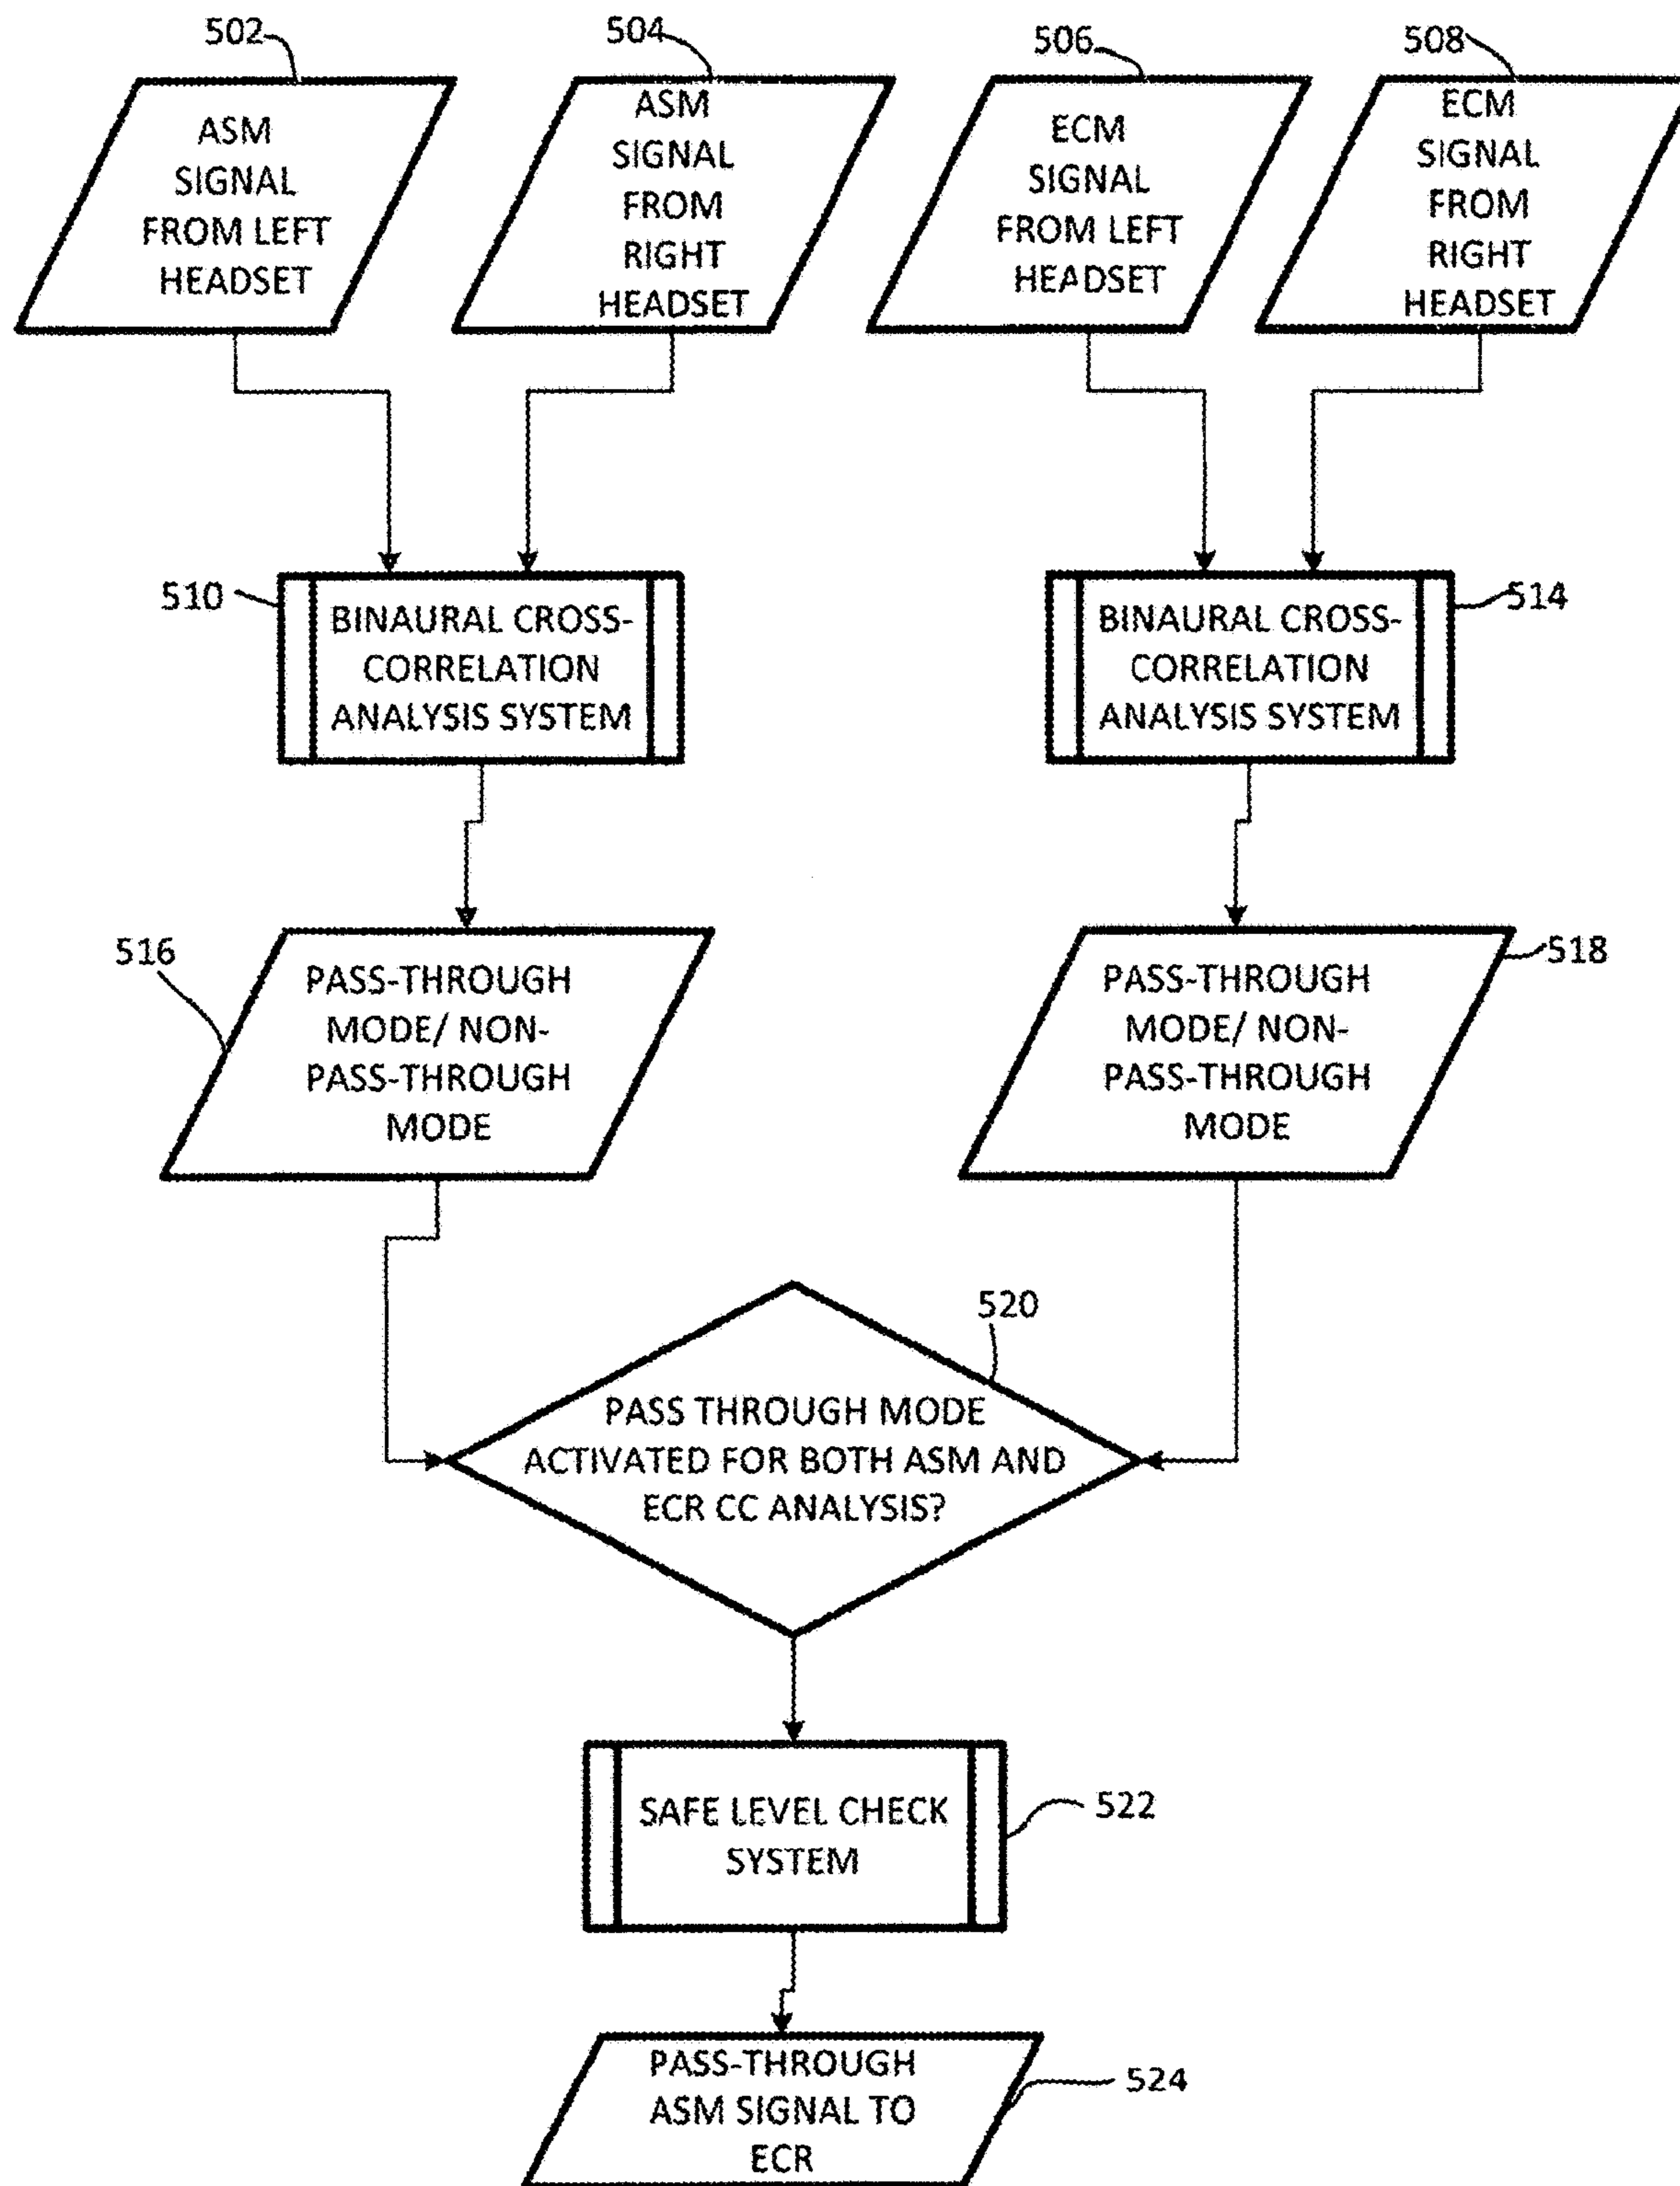 502
504
506
508
ASM
SIGNAL
FROM LEFT
HEADSET
ASM
SIGNAL
FROM
RIGHT
HEADSET
ECM
SIGNAL
FROM LEFT
HEADSET
ECM
SIGNAL
FROM
RIGHT
HEADSET
510
BINAURAL CROSS-
CORRELATION
ANALYSIS SYSTEM
BINAURAL CROSS-
CORRELATION
ANALYSIS SYSTEM
514
516
PASS-THROUGH
MODE/ NON-
PASS-THROUGH
MODE
PASS-THROUGH
MODE/ NON-
PASS-THROUGH
MODE
518
520
PASS THROUGH MODE
ACTIVATED FOR BOTH ASM AND
ECR CC ANALYSIS?
SAFE LEVEL CHECK
SYSTEM
522
PASS-THROUGH
ASM SIGNAL TO
ECR
524